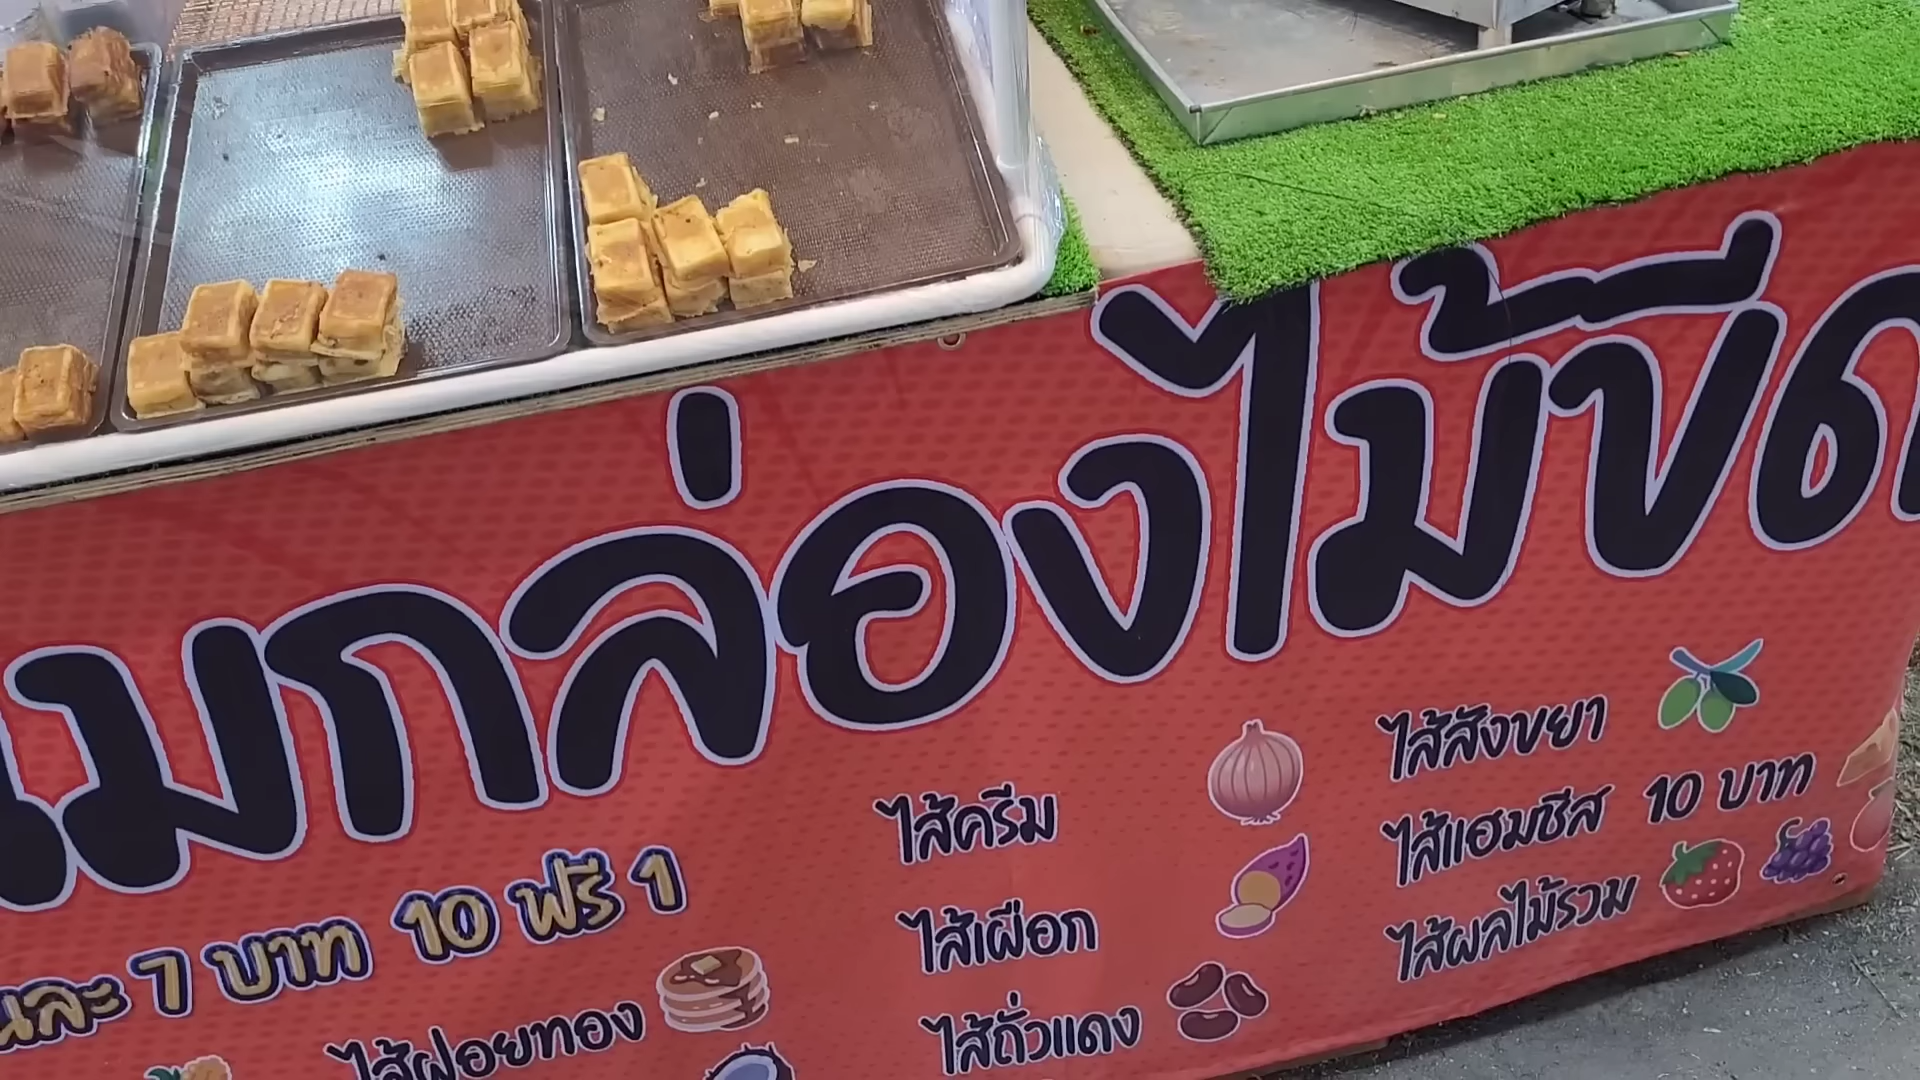 นมกล่องไม้ขีด
ชิ้นละ 7 บาท 10 ฟรี 1
ไส้ฝอยทอง
ไส้ครีม
ไส้เผือก
ไส้ถั่วแดง
ไส้สังขยา
ไส้แฮมชีส 10 บาท
ไส้ผลไม้รวม